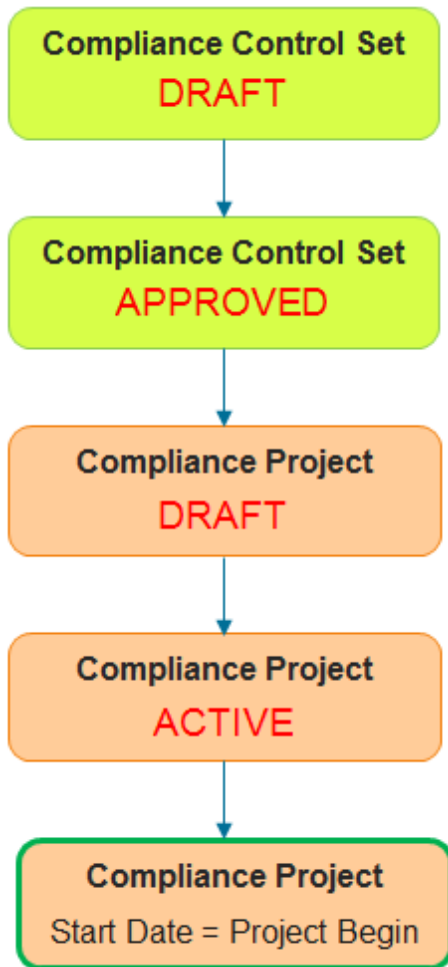 Compliance Control Set
DRAFT
Compliance Control Set
APPROVED
Compliance Project
DRAFT
Compliance Project
ACTIVE
Compliance Project
Start Date = Project Begin